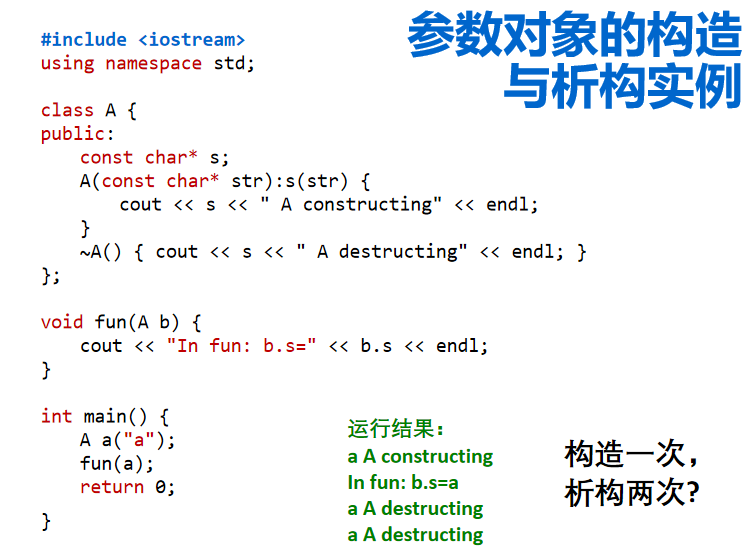 参数对象的构造
与析构实例
#include <iostream>
using namespace std;
class A {
public:
const char* s;
A(const char* str):s(str) {
cout << s << " A constructing" << endl;
}
~A() { cout << s << " A destructing" << endl; }
};
void fun(A b) {
cout << "In fun: b.s=" << b.s << endl;
}
int main() {
A a("a");
fun(a);
return 0;
}
运行结果：
a A constructing
In fun: b.s=a
a A destructing
a A destructing
构造一次，
析构两次?